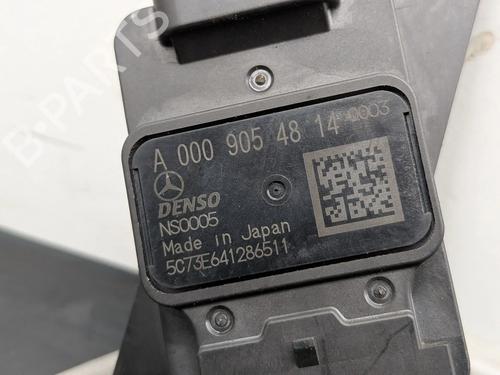 B-PARTS
A 000 905 48 14 0003
DENSO
NS0005
Made in Japan
5C73E641286511